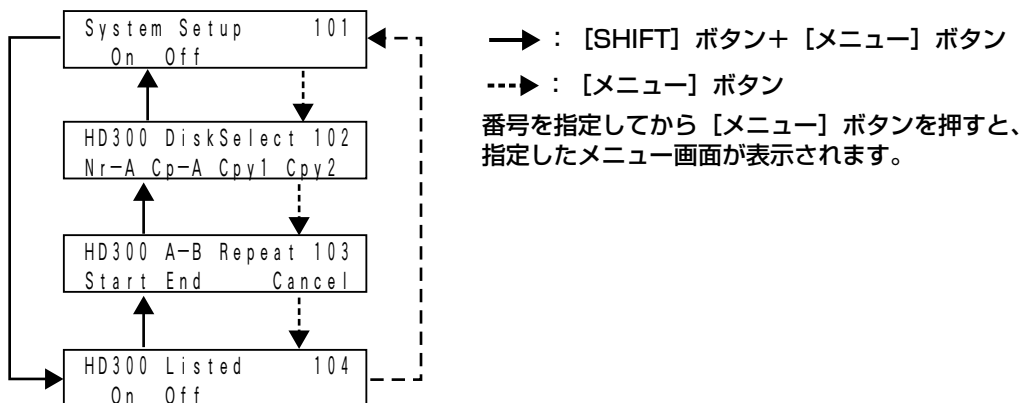 System Setup 101
On Off
HD300 DiskSelect 102
Nr−A Cp−A Cpy1 Cpy2
HD300 A−B Repeat 103
Start End Cancel
HD300 Listed 104
On Off
： ［SHIFT］ボタン＋［メニュー］ボタン
： ［メニュー］ボタン
番号を指定してから［メニュー］ボタンを押すと、
指定したメニュー画面が表示されます。